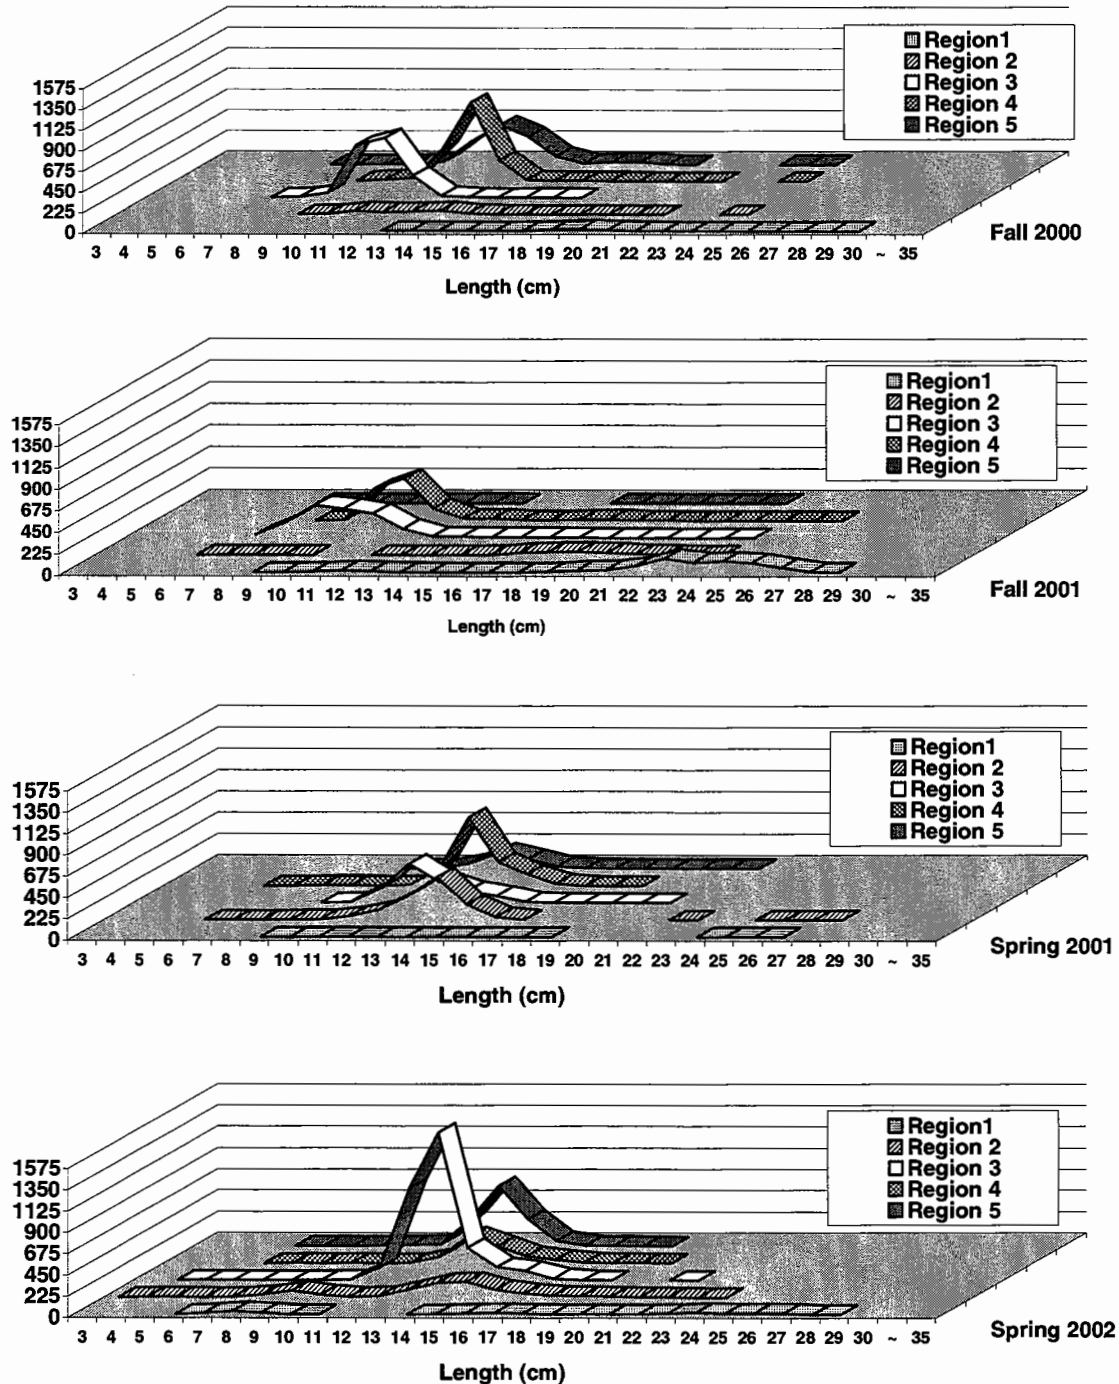 Region1
Region 2
Region 3
Region 4
Region 5
1575
1350
1125
900
675
450
225
0
3 4 5 6 7 8 9 10 11 12 13 14 15 16 17 18 19 20 21 22 23 24 25 26 27 28 29 30 ~ 35
Fall 2000
Length (cm)
Region1
Region 2
Region 3
Region 4
Region 5
1575
1350
1125
900
675
450
225
0
3 4 5 6 7 8 9 10 11 12 13 14 15 16 17 18 19 20 21 22 23 24 25 26 27 28 29 30 ~ 35
Fall 2001
Length (cm)
Region1
Region 2
Region 3
Region 4
Region 5
1575
1350
1125
900
675
450
225
0
3 4 5 6 7 8 9 10 11 12 13 14 15 16 17 18 19 20 21 22 23 24 25 26 27 28 29 30 ~ 35
Spring 2001
Length (cm)
Region1
Region 2
Region 3
Region 4
Region 5
1575
1350
1125
900
675
450
225
0
3 4 5 6 7 8 9 10 11 12 13 14 15 16 17 18 19 20 21 22 23 24 25 26 27 28 29 30 ~ 35
Spring 2002
Length (cm)